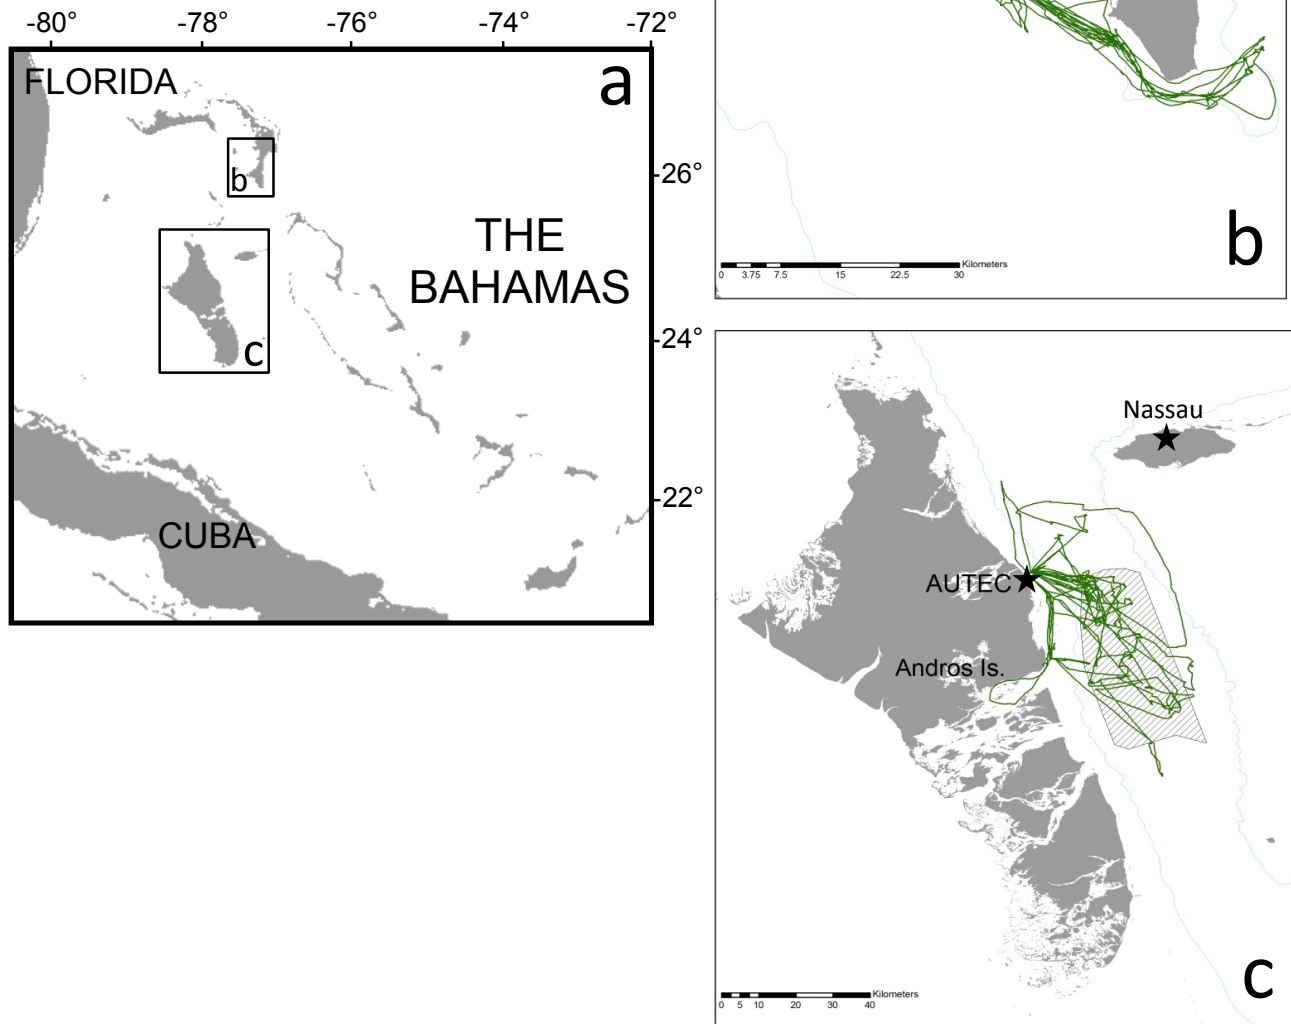 -80° -78° -76° -74° -72°
FLORIDA
a
b
-26°
THE
BAHAMAS
c
-24°
-22°
CUBA
b
Kilometers
0 3.75 7.5 15 22.5 30
Nassau
AUTEC
Andros Is.
c
Kilometers
0 5 10 20 30 40